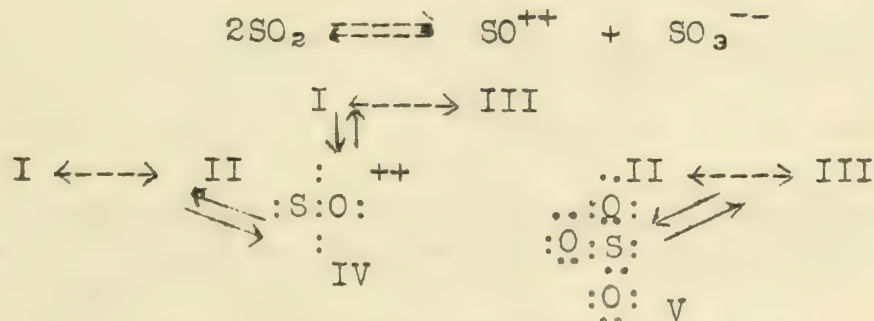 2SO₂ ⇌ SO⁺⁺ + SO₃⁻⁻
I <----> III
I <----> II
:S:O: ++
IV
II <----> III
:O:
:O:S:
:O:
V